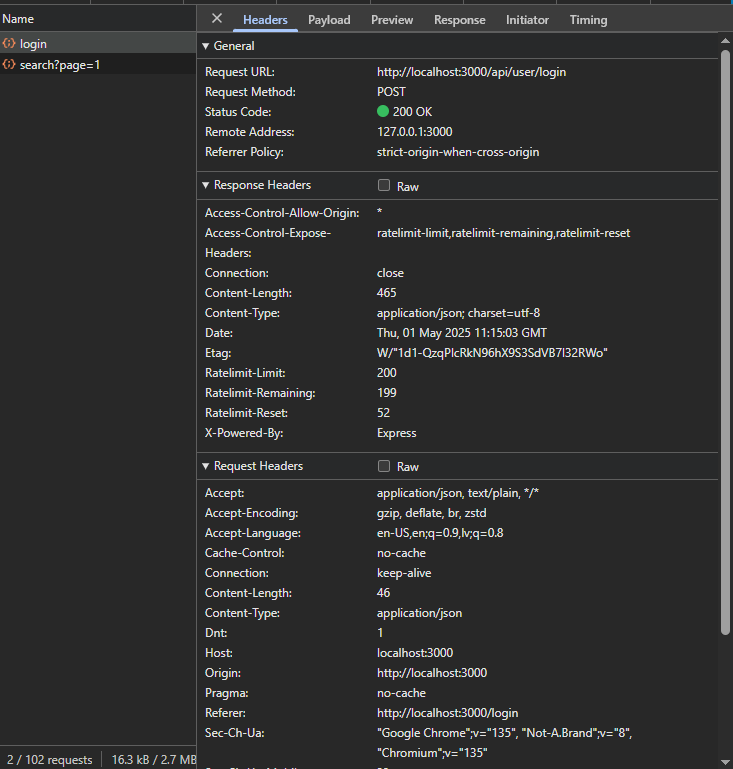 Name
login
search?page=1
Headers Payload Preview Response Initiator Timing
General
Request URL: http://localhost:3000/api/user/login
Request Method: POST
Status Code: 200 OK
Remote Address: 127.0.0.1:3000
Referrer Policy: strict-origin-when-cross-origin
Response Headers Raw
Access-Control-Allow-Origin: *
Access-Control-Expose- ratelimit-limit,ratelimit-remaining,ratelimit-reset
Headers:
Connection: close
Content-Length: 465
Content-Type: application/json; charset=utf-8
Date: Thu, 01 May 2025 11:15:03 GMT
Etag: W/"1d1-QzqPlcRkN96hX9S3SdVB7I32RWo"
Ratelimit-Limit: 200
Ratelimit-Remaining: 199
Ratelimit-Reset: 52
X-Powered-By: Express
Request Headers Raw
Accept: application/json, text/plain, */*
Accept-Encoding: gzip, deflate, br, zstd
Accept-Language: en-US,en;q=0.9,lv;q=0.8
Cache-Control: no-cache
Connection: keep-alive
Content-Length: 46
Content-Type: application/json
Dnt: 1
Host: localhost:3000
Origin: http://localhost:3000
Pragma: no-cache
Referer: http://localhost:3000/login
Sec-Ch-Ua: "Google Chrome";v="135", "Not-A.Brand";v="8",
"Chromium";v="135"
2 / 102 requests 16.3 kB / 2.7 MB